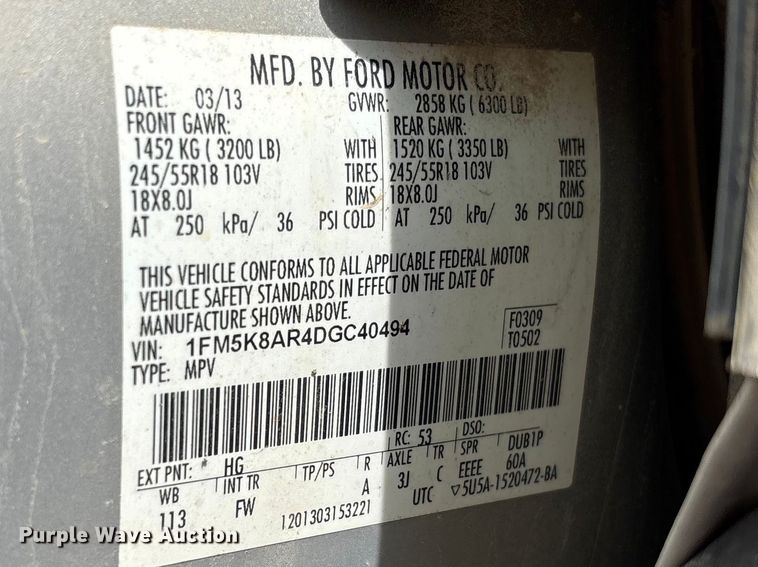 MFD. BY FORD MOTOR CO.
DATE: 03/13 GVWR: 2858 KG ( 6300 LB)
FRONT GAWR: REAR GAWR:
1452 KG ( 3200 LB) WITH 1520 KG ( 3350 LB) WITH
245/55R18 103V TIRES 245/55R18 103V TIRES
18X8.0J RIMS 18X8.0J RIMS
AT 250 kPa/ 36 PSI COLD AT 250 kPa/ 36 PSI COLD
THIS VEHICLE CONFORMS TO ALL APPLICABLE FEDERAL MOTOR
VEHICLE SAFETY STANDARDS IN EFFECT ON THE DATE OF
MANUFACTURE SHOWN ABOVE.
VIN: 1FM5K8AR4DGC40494 F0309
TYPE: MPV T0502
RC: 53 DSO:
EXT PNT: * HG AXLE TR SPR DUB1P
WB INT TR TP/PS R 3J C EEEE 60A
113 FW A UTC ▽5U5A-1520472-BA
1201303153221
Purple Wave Auction